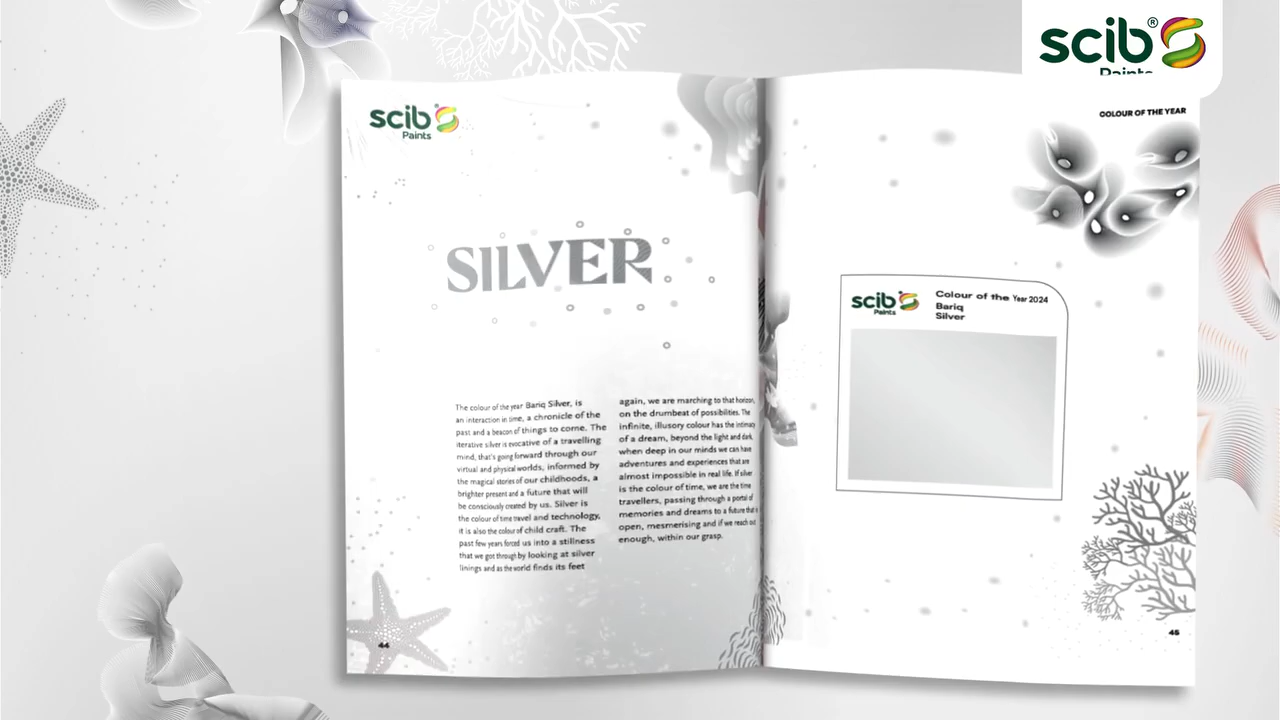 scib®
Paints
scib
Paints
SILVER
The colour of the year Bariq Silver, is
an interaction in time, a chronicle of the
past and a beacon of things to come. The
iterative silver is evocative of a travelling
mind, that's going forward through our
virtual and physical worlds, informed by
the magical stories of our childhoods, a
brighter present and a future that will
be consciously created by us. Silver is
the colour of time travel and technology,
it is also the colour of child craft. The
past few years forced us into a stillness
that we got through by looking at silver
linings and as the world finds its feet
again, we are marching to that horizon,
on the drumbeat of possibilities. The
infinite, illusory colour has the intimacy
of a dream, beyond the light and dark,
when deep in our minds we can have
adventures and experiences that are
almost impossible in real life. If silver
is the colour of time, we are the time
travellers, passing through a portal of
memories and dreams to a future that is
open, mesmerising and if we reach out
enough, within our grasp.
44
COLOUR OF THE YEAR
scib
Paints
Colour of the Year 2024
Bariq
Silver
45